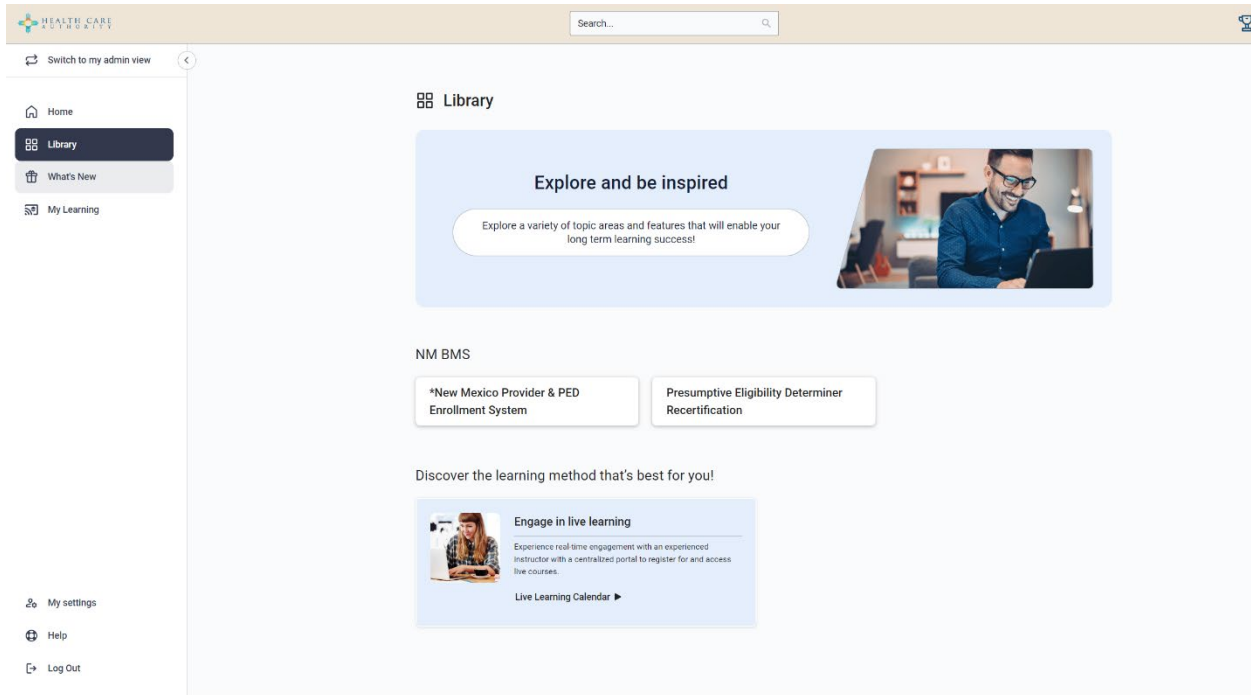 HEALTH CARE
AUTHORITY
Search...
Switch to my admin view
Home
Library
What's New
My Learning
My settings
Help
Log Out
Library
Explore and be inspired
Explore a variety of topic areas and features that will enable your
long term learning success!
NM BMS
*New Mexico Provider & PED
Enrollment System
Presumptive Eligibility Determiner
Recertification
Discover the learning method that's best for you!
Engage in live learning
Experience real-time engagement with an experienced
instructor with a centralized portal to register for and access
live courses.
Live Learning Calendar